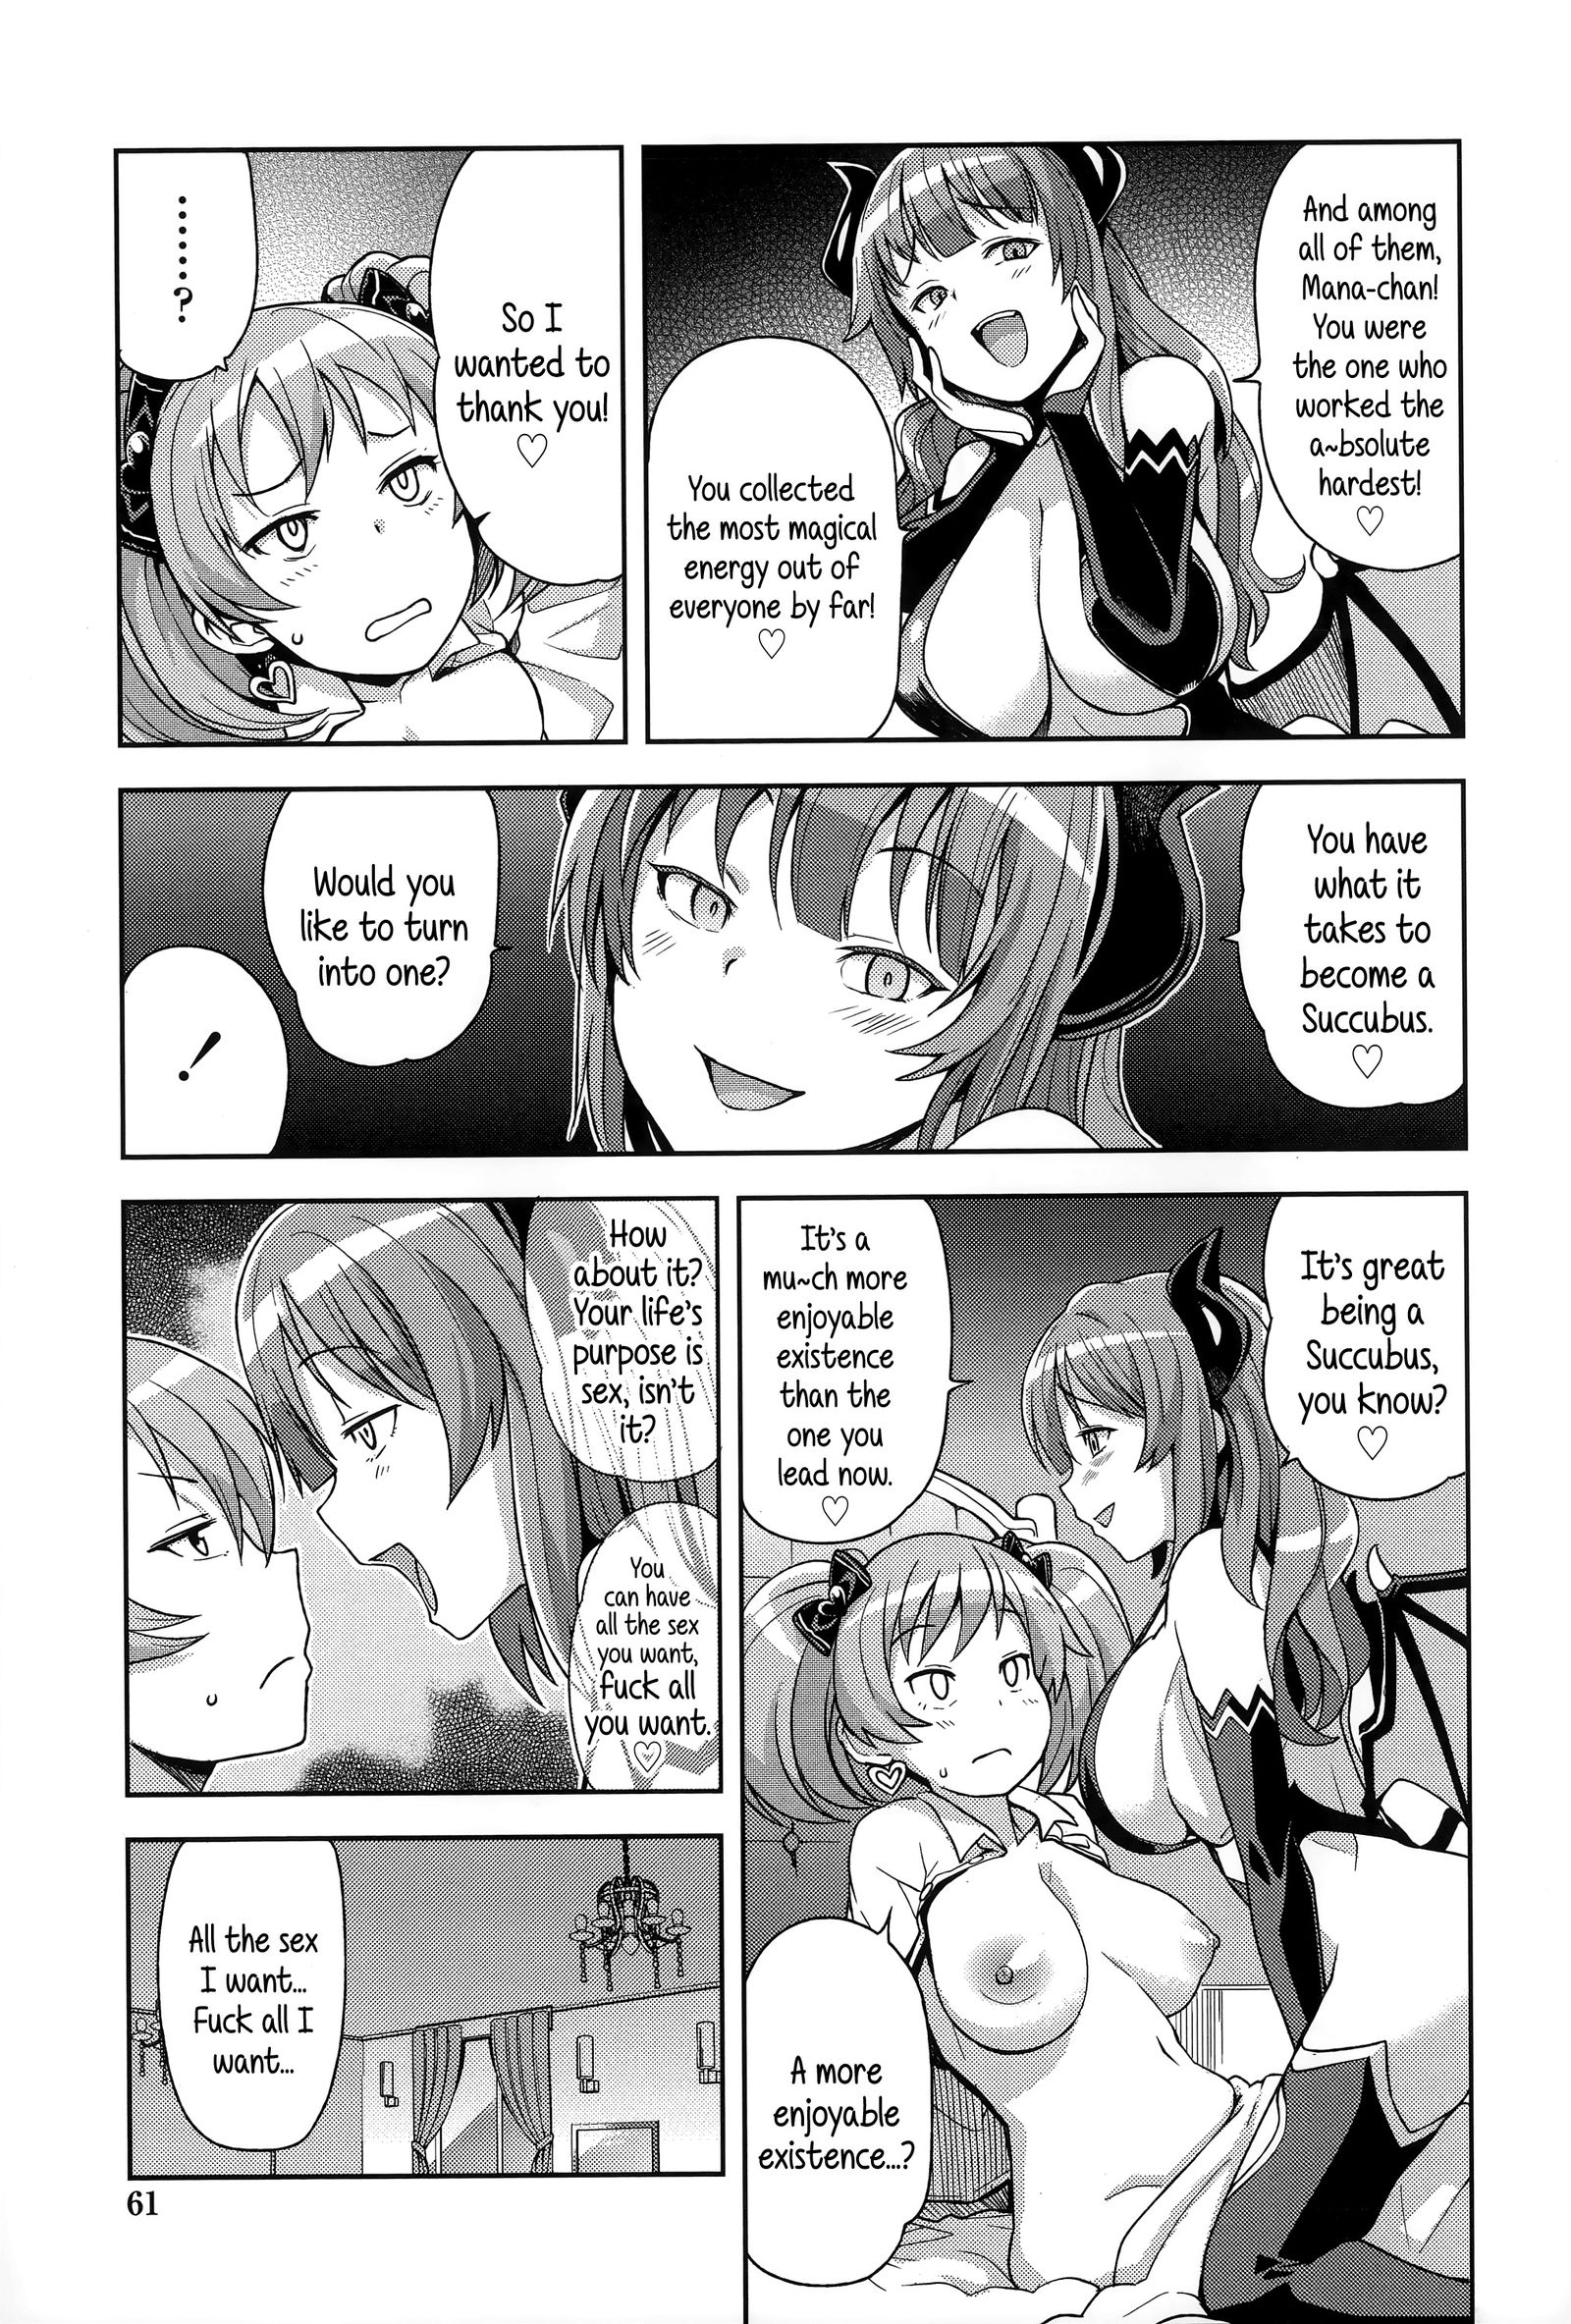 And among
all of them,
Mana-chan!
You were
the one who
worked the
a~bsolute
hardest!
♡
You collected
the most magical
energy out of
everyone by far!
♡
So I
wanted to
thank you!
♡
.......?
You have
what it
takes to
become a
Succubus.
♡
Would you
like to turn
into one?
!
It's great
being a
Succubus,
you know?
♡
It's a
mu~ch more
enjoyable
existence
than the
one you
lead now.
♡
A more
enjoyable
existence...?
How
about it?
Your life's
purpose is
sex, isn't
it?
You
can have
all the sex
you want,
fuck all
you want.
♡
All the sex
I want...
Fuck all I
want...
61